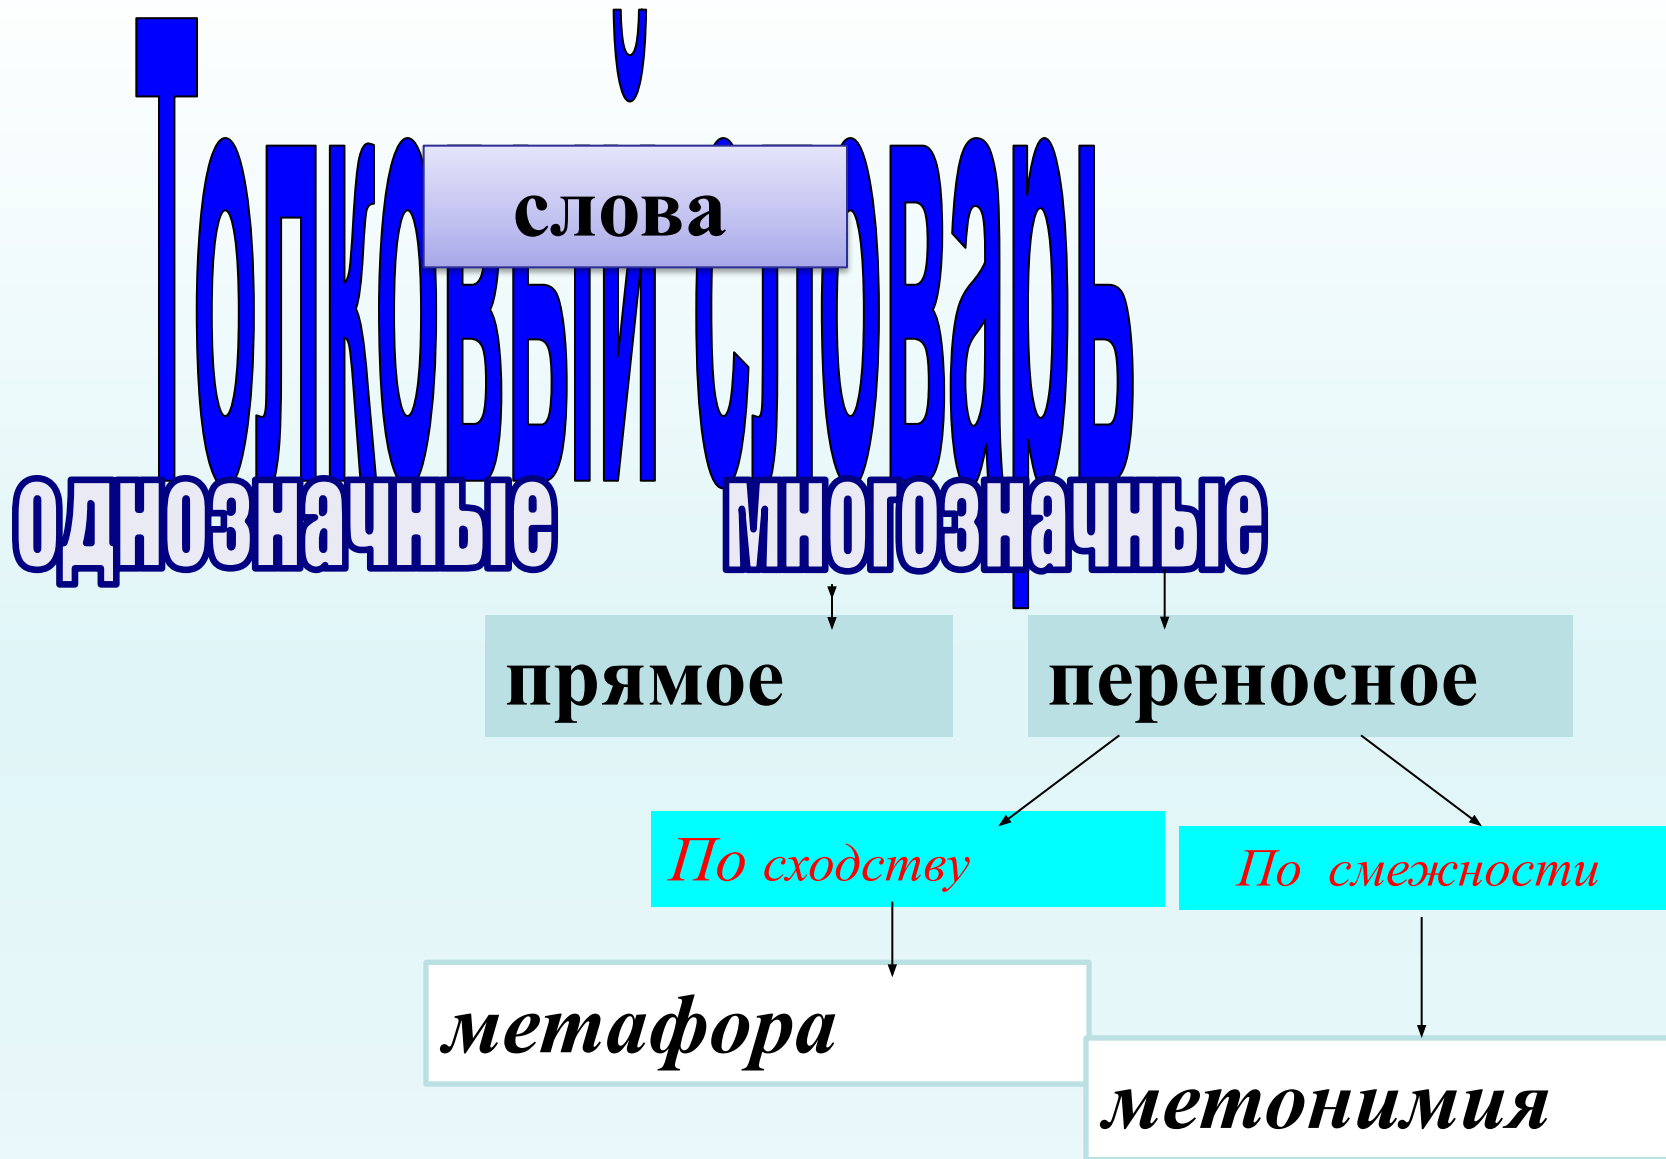 Толковый словарь
слова
однозначные
многозначные
прямое
переносное
По сходству
По смежности
метафора
метонимия